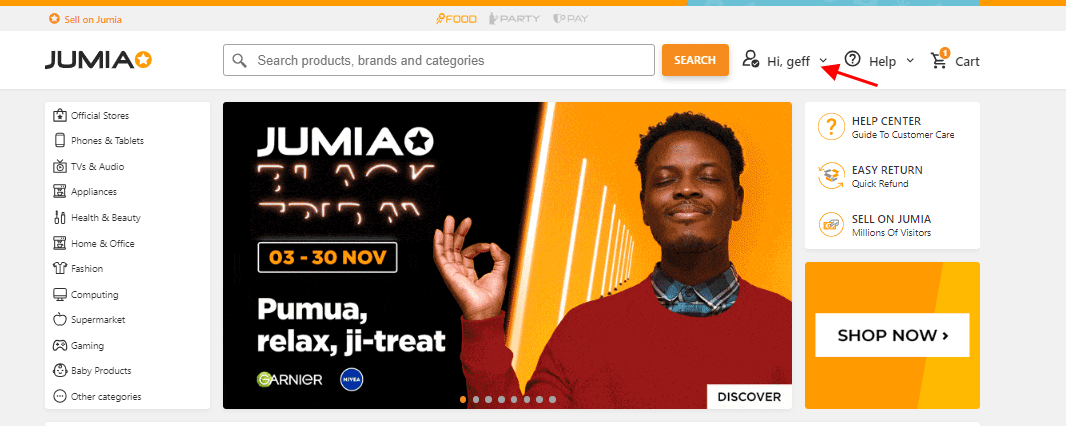 Sell on Jumia
FOOD PARTY PAY
JUMIA
Search products, brands and categories
SEARCH
Hi, geff
Help
1
Cart
Official Stores
Phones & Tablets
TVs & Audio
Appliances
Health & Beauty
Home & Office
Fashion
Computing
Supermarket
Gaming
Baby Products
Other categories
JUMIA
03 - 30 NOV
Pumua,
relax, ji-treat
GARNIER NIVEA
DISCOVER
HELP CENTER
Guide To Customer Care
EASY RETURN
Quick Refund
SELL ON JUMIA
Millions Of Visitors
SHOP NOW ›